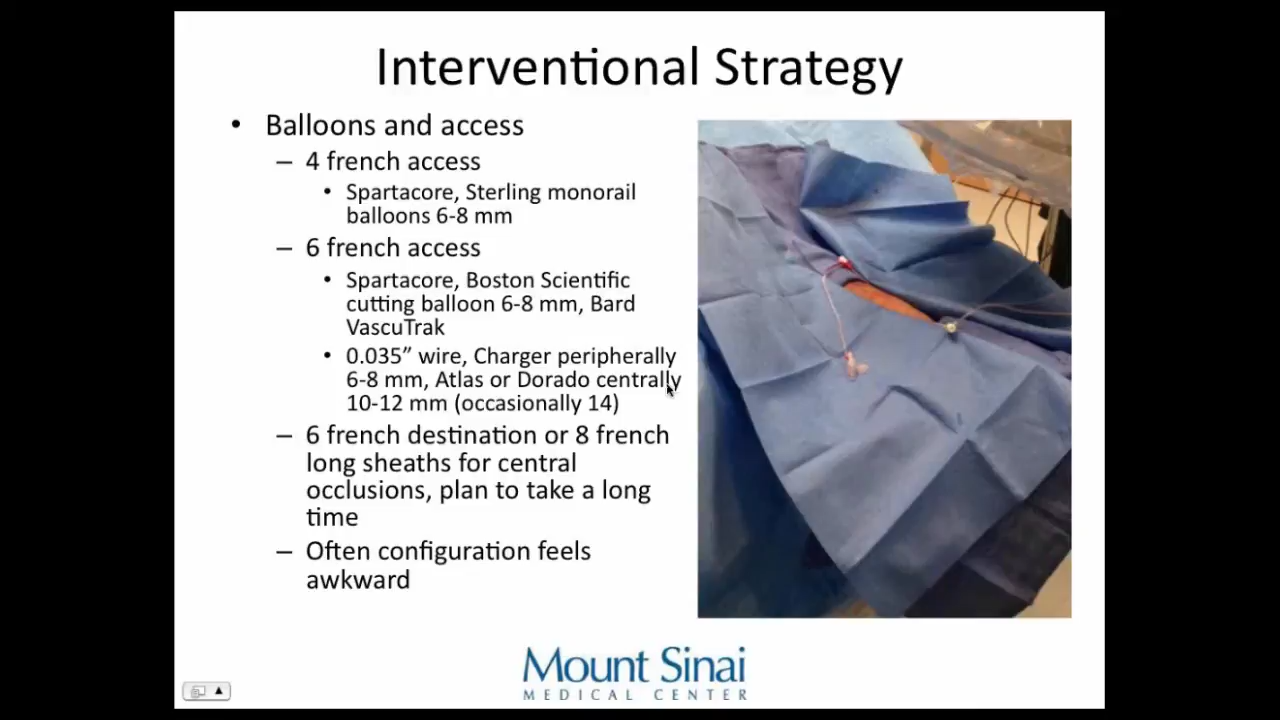 Interventional Strategy
• Balloons and access
– 4 french access
• Spartacore, Sterling monorail
balloons 6-8 mm
– 6 french access
• Spartacore, Boston Scientific
cutting balloon 6-8 mm, Bard
VascuTrak
• 0.035” wire, Charger peripherally
6-8 mm, Atlas or Dorado centrally
10-12 mm (occasionally 14)
– 6 french destination or 8 french
long sheaths for central
occlusions, plan to take a long
time
– Often configuration feels
awkward
Mount Sinai
MEDICAL CENTER